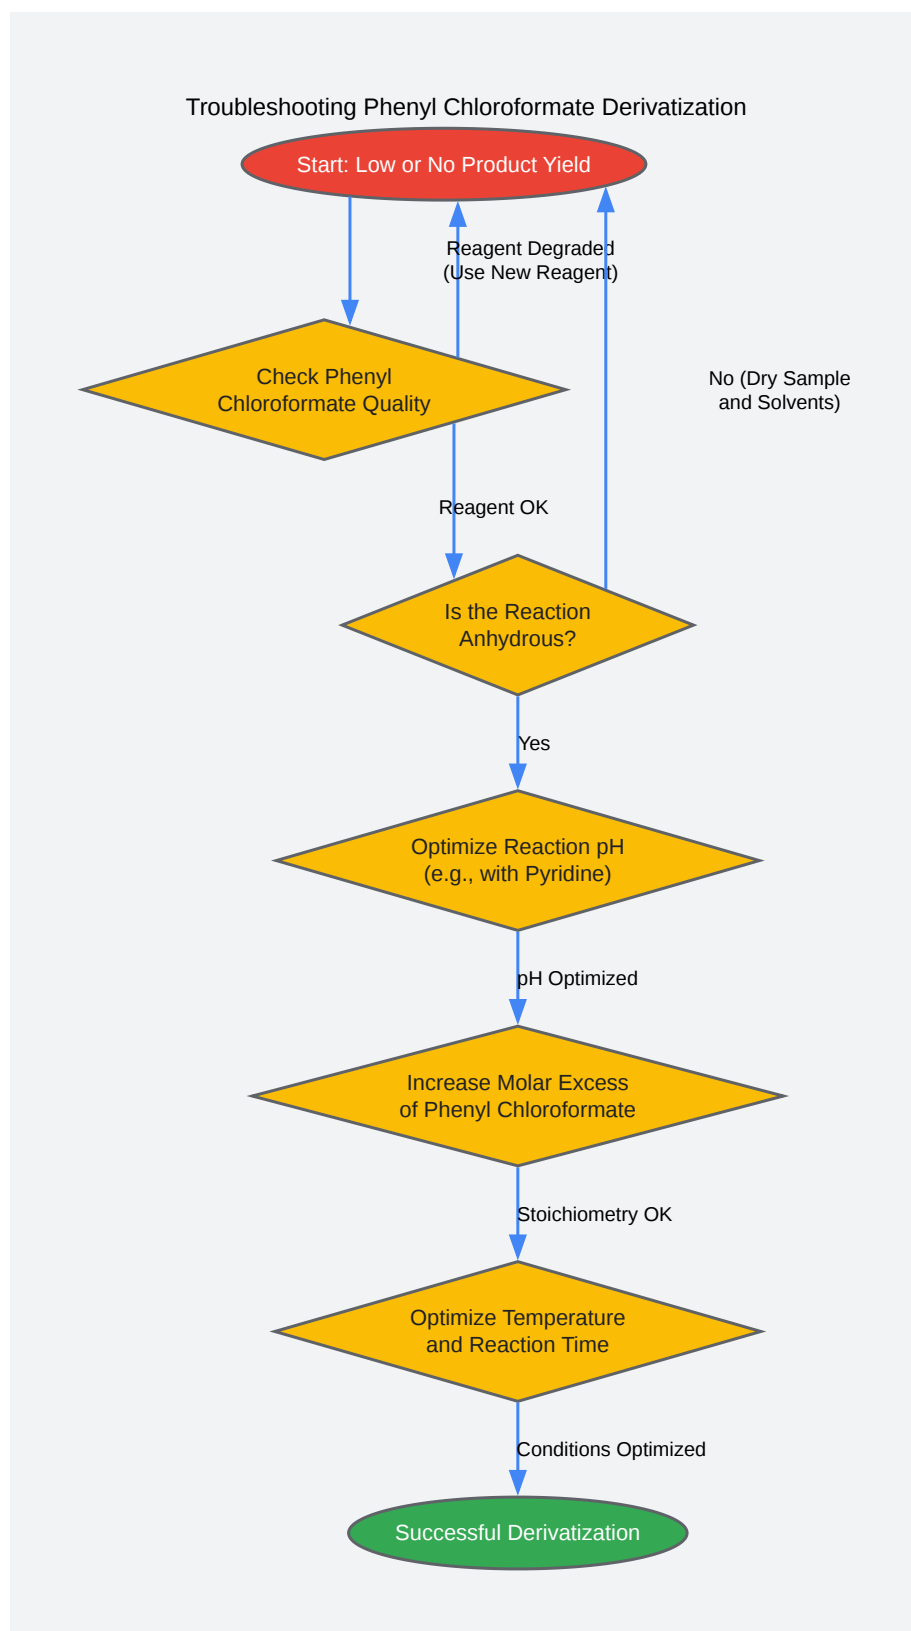 Troubleshooting Phenyl Chloroformate Derivatization
Start: Low or No Product Yield
Reagent Degraded
(Use New Reagent)
Check Phenyl
Chloroformate Quality
No (Dry Sample
and Solvents)
Reagent OK
Is the Reaction
Anhydrous?
Yes
Optimize Reaction pH
(e.g., with Pyridine)
pH Optimized
Increase Molar Excess
of Phenyl Chloroformate
Stoichiometry OK
Optimize Temperature
and Reaction Time
Conditions Optimized
Successful Derivatization